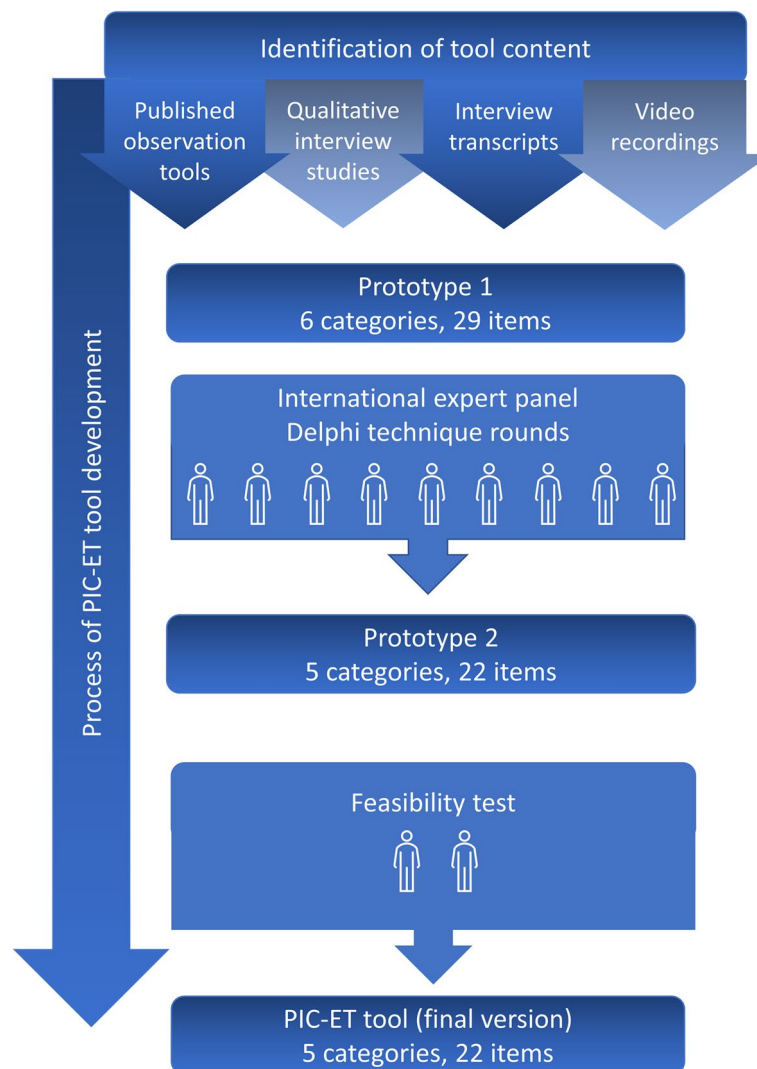 Identification of tool content
Published
observation
tools
Qualitative
interview
studies
Interview
transcripts
Video
recordings
Process of PIC-ET tool development
Prototype 1
6 categories, 29 items
International expert panel
Delphi technique rounds
Prototype 2
5 categories, 22 items
Feasibility test
PIC-ET tool (final version)
5 categories, 22 items